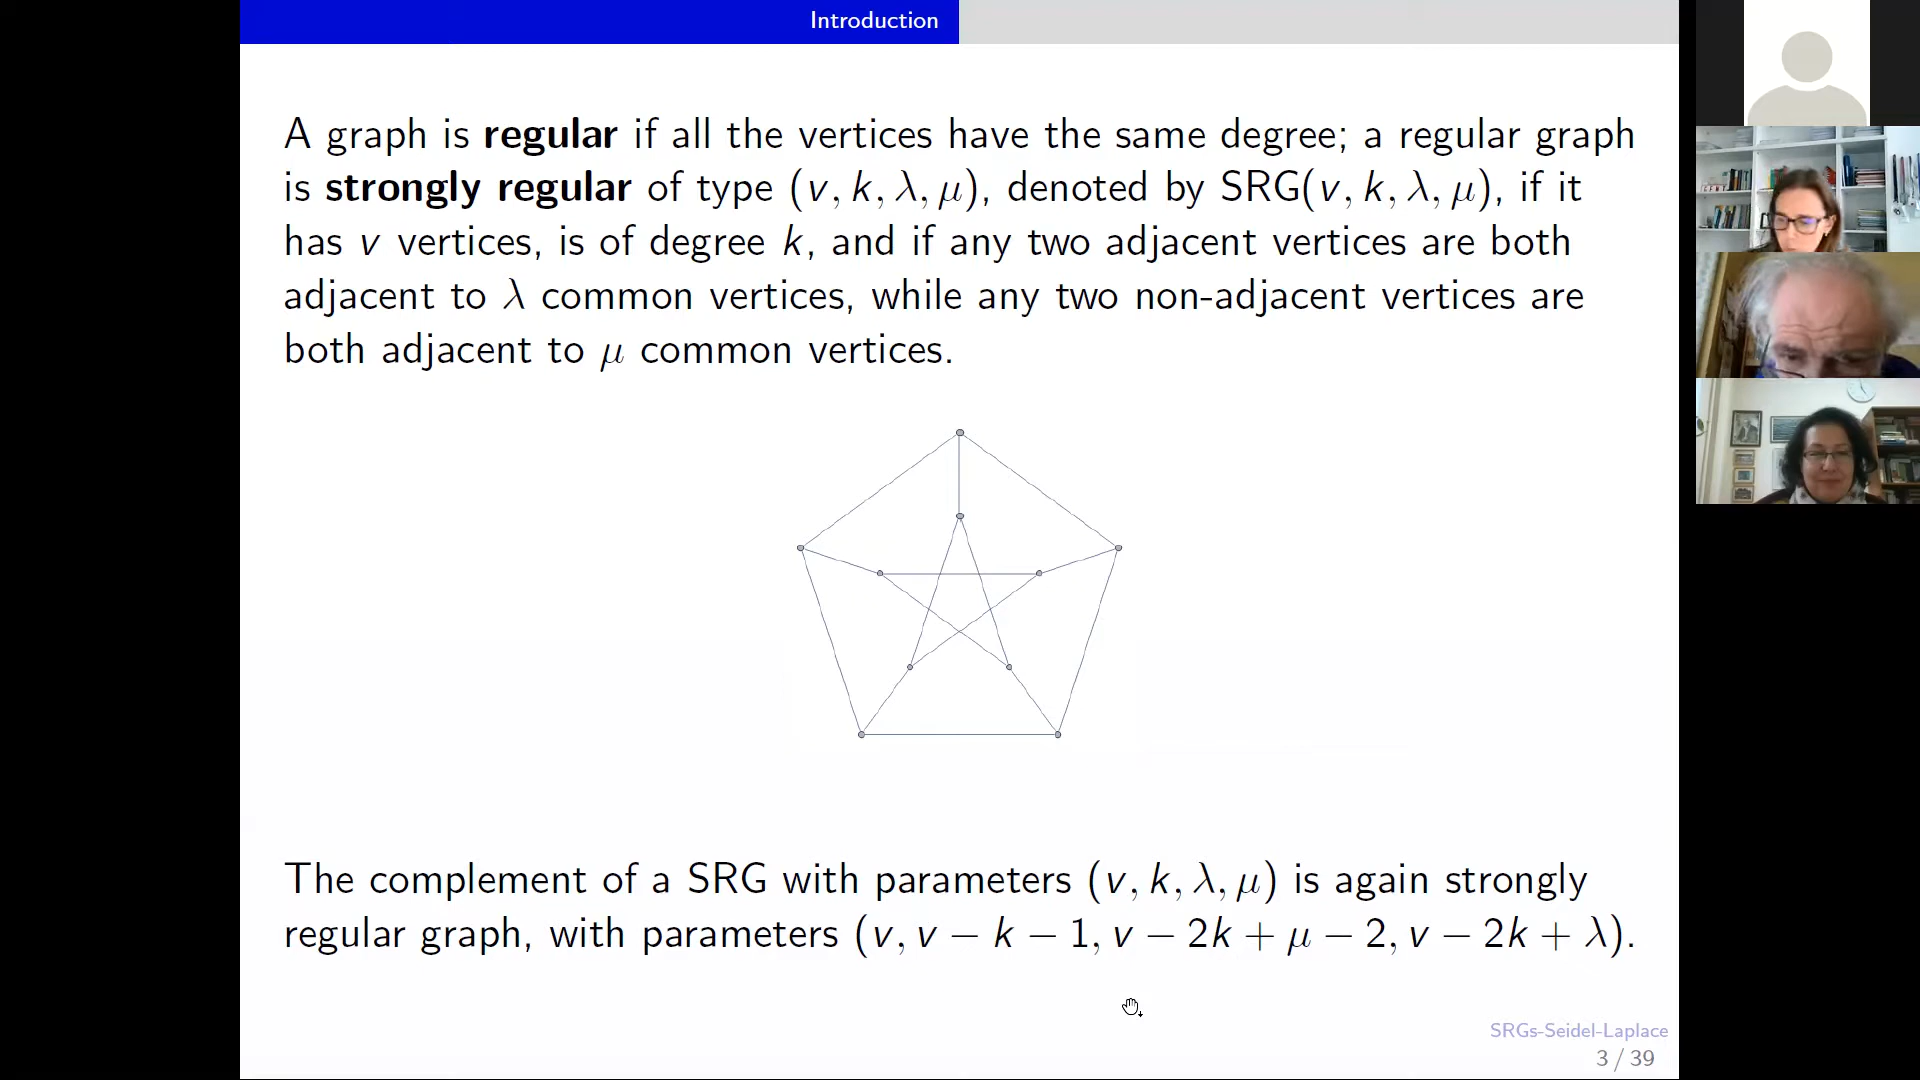 Introduction
A graph is regular if all the vertices have the same degree; a regular graph
is strongly regular of type (v, k, λ, μ), denoted by SRG(v, k, λ, μ), if it
has v vertices, is of degree k, and if any two adjacent vertices are both
adjacent to λ common vertices, while any two non-adjacent vertices are
both adjacent to μ common vertices.
The complement of a SRG with parameters (v, k, λ, μ) is again strongly
regular graph, with parameters (v, v − k − 1, v − 2k + μ − 2, v − 2k + λ).
SRGs-Seidel-Laplace
3 / 39